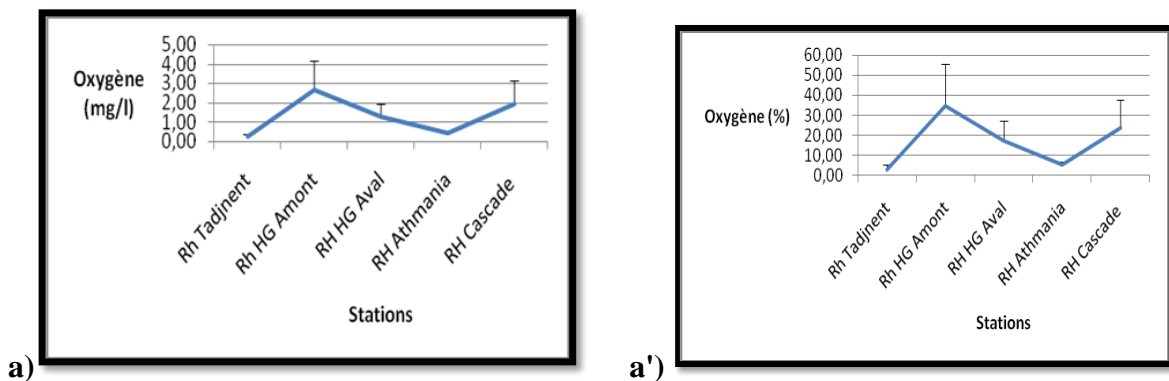 5,00
4,00
3,00
2,00
1,00
0,00
Oxygène
(mg/l)
Rh Tadjnent
Rh HG Amont
RH HG Aval
RH Athmania
RH Cascade
Stations
a)
60,00
50,00
40,00
30,00
20,00
10,00
0,00
Oxygène (%)
Rh Tadjnent
Rh HG Amont
RH HG Aval
RH Athmania
RH Cascade
Stations
a')